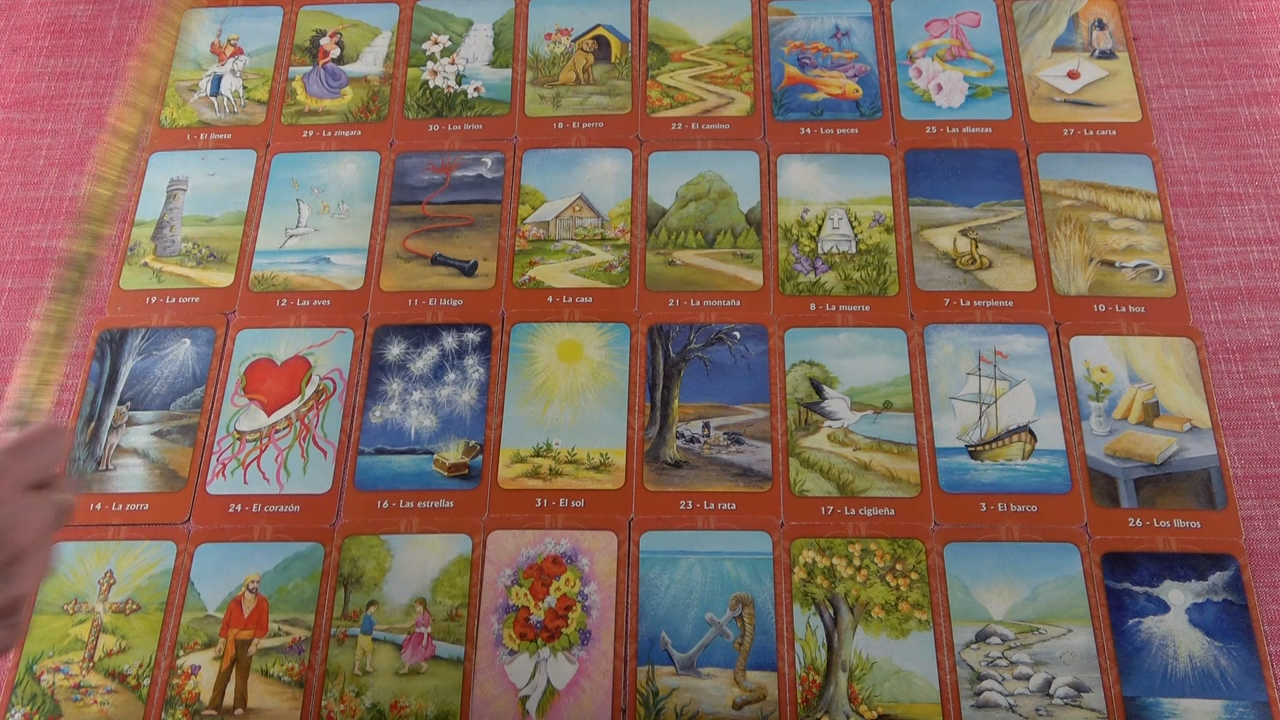 1 - El jinete
29 - La zíngara
30 - Los lirios
18 - El perro
22 - El camino
34 - Los peces
25 - Las alianzas
27 - La carta
19 - La torre
12 - Las aves
11 - El látigo
4 - La casa
21 - La montaña
8 - La muerte
7 - La serpiente
10 - La hoz
14 - La zorra
24 - El corazón
16 - Las estrellas
31 - El sol
23 - La rata
17 - La cigüeña
3 - El barco
26 - Los libros